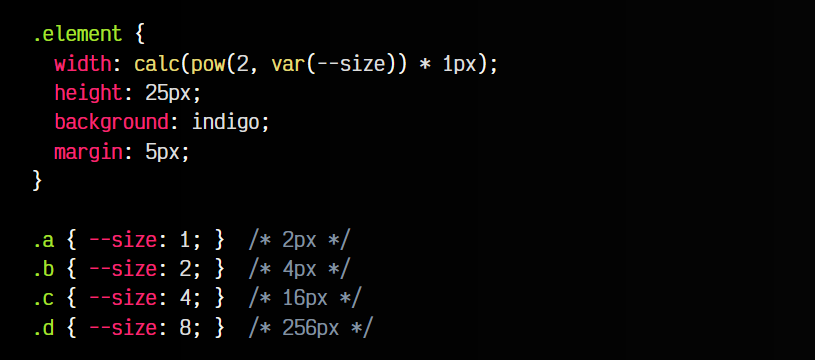 .element {
  width: calc(pow(2, var(--size)) * 1px);
  height: 25px;
  background: indigo;
  margin: 5px;
}

.a { --size: 1; }  /* 2px */
.b { --size: 2; }  /* 4px */
.c { --size: 4; }  /* 16px */
.d { --size: 8; }  /* 256px */